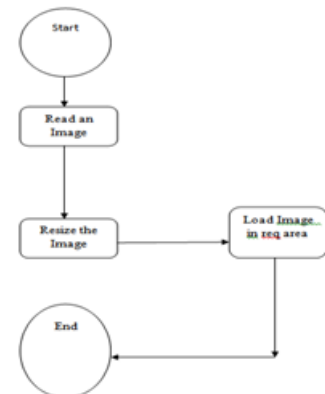 Start
Read an
Image
Resize the
Image
Load Image
in req area
End